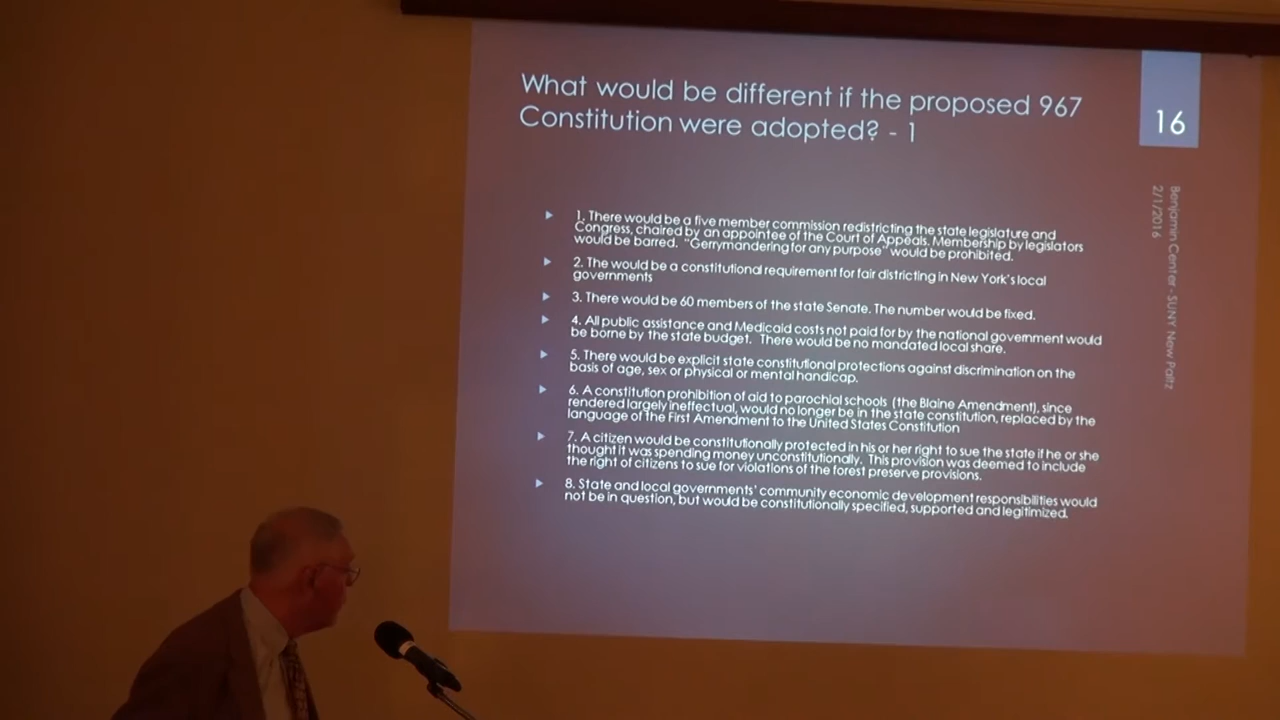 What would be different if the proposed 967
Constitution were adopted? - 1
16
Benjamin Center - SUNY New Paltz
2/1/2016
1. There would be a five member commission redistricting the state legislature and
Congress, chaired by an appointee of the Court of Appeals. Membership by legislators
would be barred. "Gerrymandering for any purpose" would be prohibited.
2. The would be a constitutional requirement for fair districting in New York's local
governments
3. There would be 60 members of the state Senate. The number would be fixed.
4. All public assistance and Medicaid costs not paid for by the national government would
be borne by the state budget. There would be no mandated local share.
5. There would be explicit state constitutional protections against discrimination on the
basis of age, sex or physical or mental handicap.
6. A constitution prohibition of aid to parochial schools (the Blaine Amendment), since
rendered largely ineffectual, would no longer be in the state constitution, replaced by the
language of the First Amendment to the United States Constitution
7. A citizen would be constitutionally protected in his or her right to sue the state if he or she
thought it was spending money unconstitutionally. This provision was deemed to include
the right of citizens to sue for violations of the forest preserve provisions.
8. State and local governments' community economic development responsibilities would
not be in question, but would be constitutionally specified, supported and legitimized.